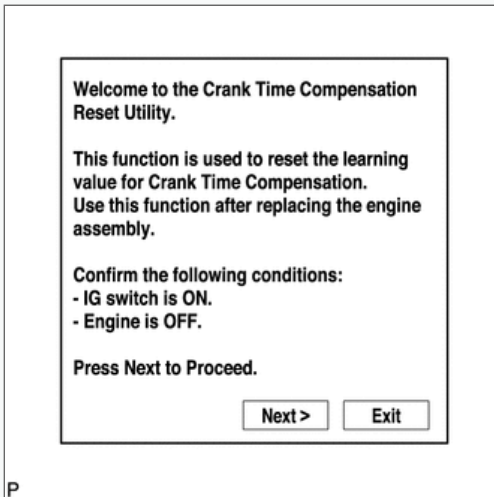 Welcome to the Crank Time Compensation
Reset Utility.
This function is used to reset the learning
value for Crank Time Compensation.
Use this function after replacing the engine
assembly.
Confirm the following conditions:
- IG switch is ON.
- Engine is OFF.
Press Next to Proceed.
Next > Exit
P